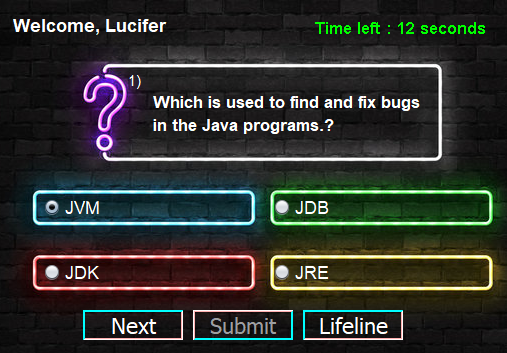 Welcome, Lucifer
Time left : 12 seconds
1)
Which is used to find and fix bugs
in the Java programs.?
JVM
JDB
JDK
JRE
Next
Submit
Lifeline